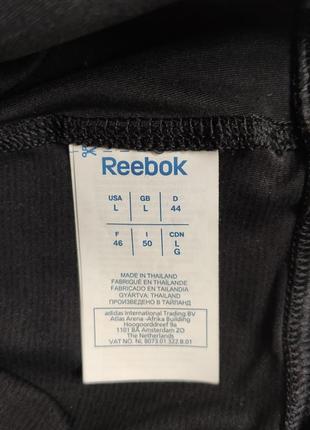 Reebok
USA GB D
L L 44
F I CDN
46 50 L
G
MADE IN THAILAND
FABRIQUÉ EN THAÏLANDE
FABRICADO EN TAILANDIA
GYÁRTVA: THAIFÖLD
ПРОИЗВЕДЕНО В ТАЙЛАНД
adidas International Trading BV
Atlas Arena -Afrika Building
Hoogoorddreef 9a
1101 BA Amsterdam ZO
The Netherlands
VAT NO. NL 8073.01.322.B.01